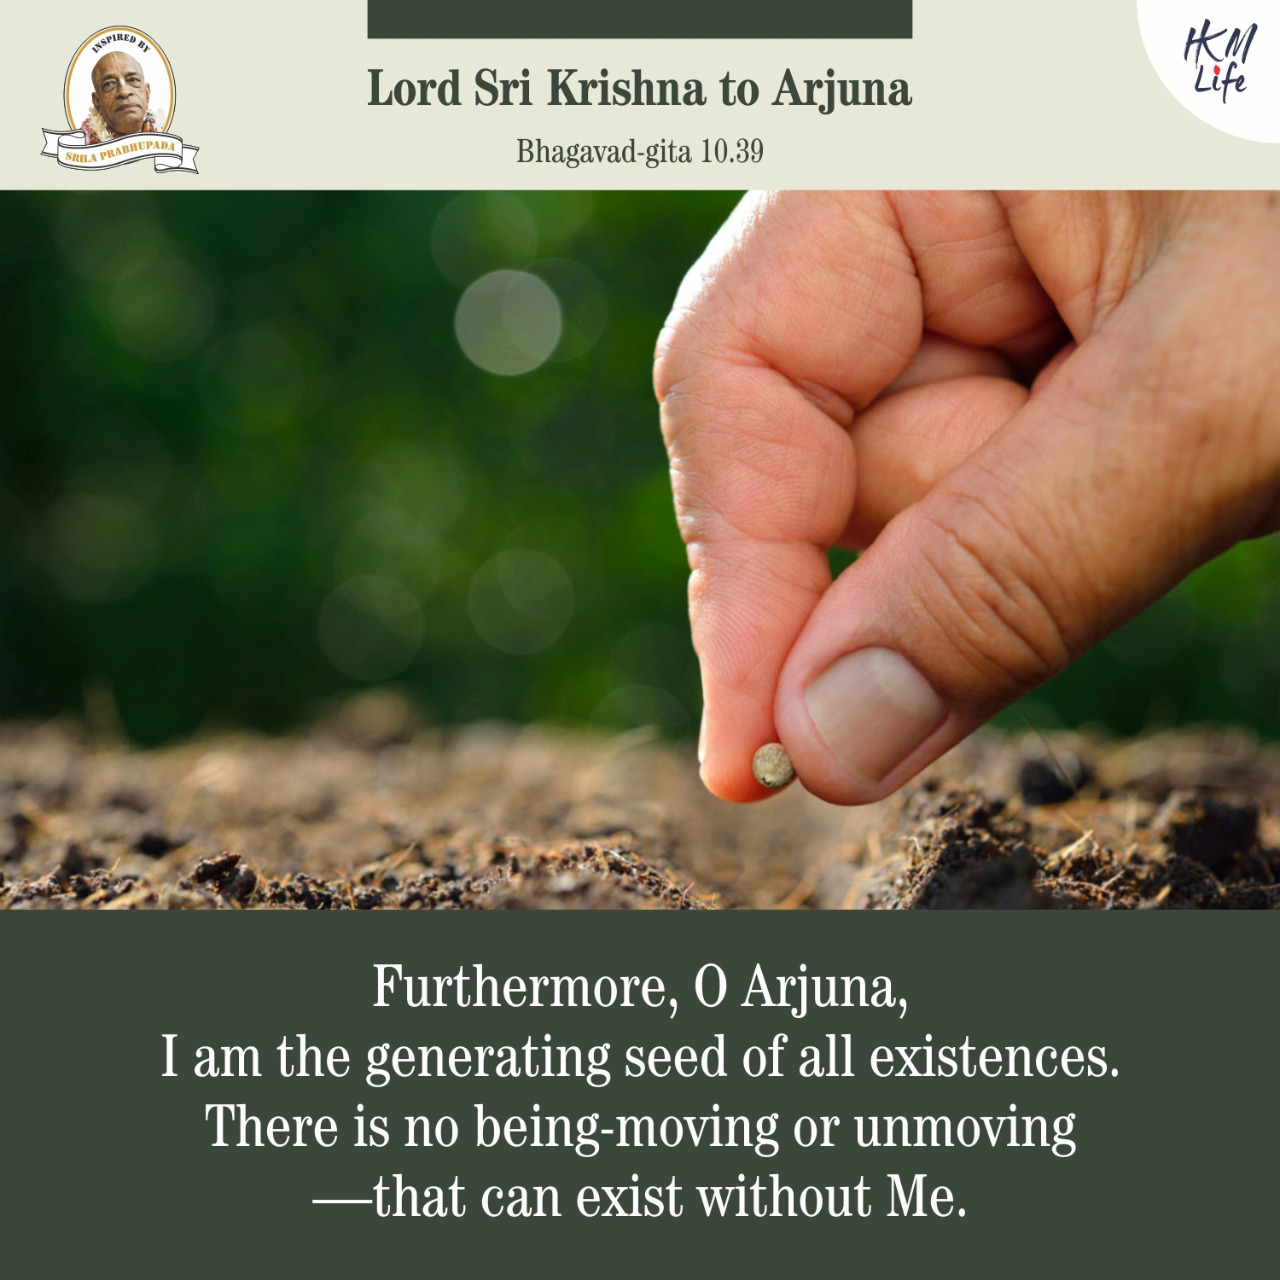 INSPIRED BY
SRILA PRABHUPADA
Lord Sri Krishna to Arjuna
Bhagavad-gita 10.39
HKM
Life
Furthermore, O Arjuna,
I am the generating seed of all existences.
There is no being-moving or unmoving
—that can exist without Me.